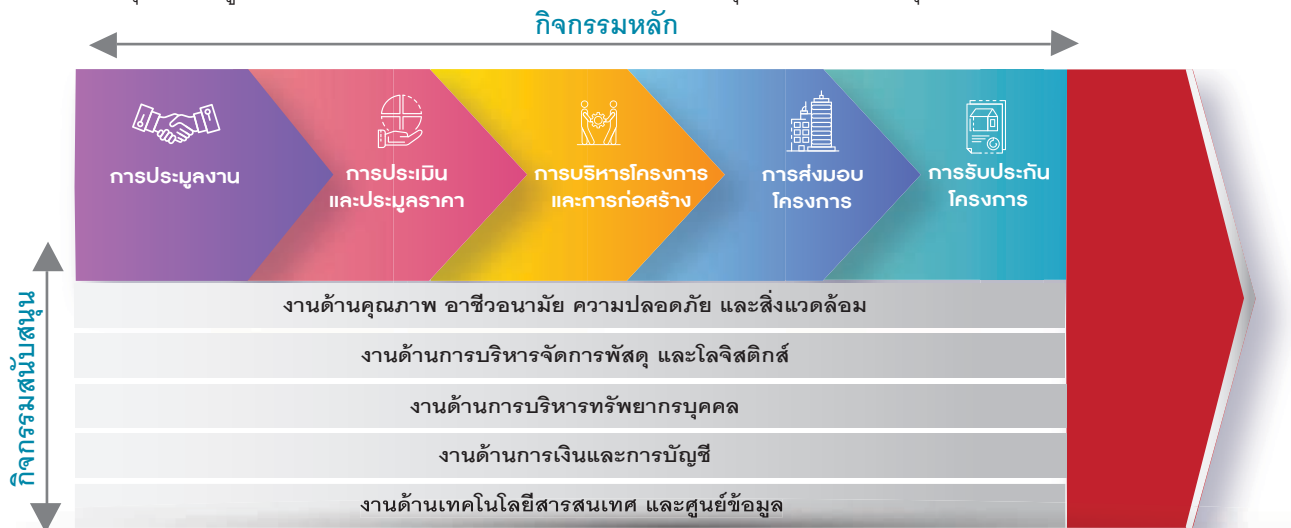 กิจกรรมหลัก
การประมูลงาน
การประเมิน
และประมูลราคา
การบริหารโครงการ
และการก่อสร้าง
การส่งมอบ
โครงการ
การรับประกัน
โครงการ
กิจกรรมสนับสนุน
งานด้านคุณภาพ อาชีวอนามัย ความปลอดภัย และสิ่งแวดล้อม
งานด้านการบริหารจัดการพัสดุ และโลจิสติกส์
งานด้านการบริหารทรัพยากรบุคคล
งานด้านการเงินและการบัญชี
งานด้านเทคโนโลยีสารสนเทศ และศูนย์ข้อมูล